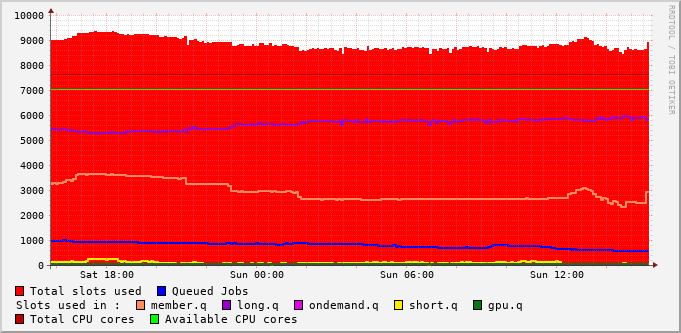 10000
9000
8000
7000
6000
5000
4000
3000
2000
1000
0
Sat 18:00 Sun 00:00 Sun 06:00 Sun 12:00
RRDTOOL / TOBI OETIKER
Total slots used Queued Jobs
Slots used in : member.q long.q ondemand.q short.q gpu.q
Total CPU cores Available CPU cores